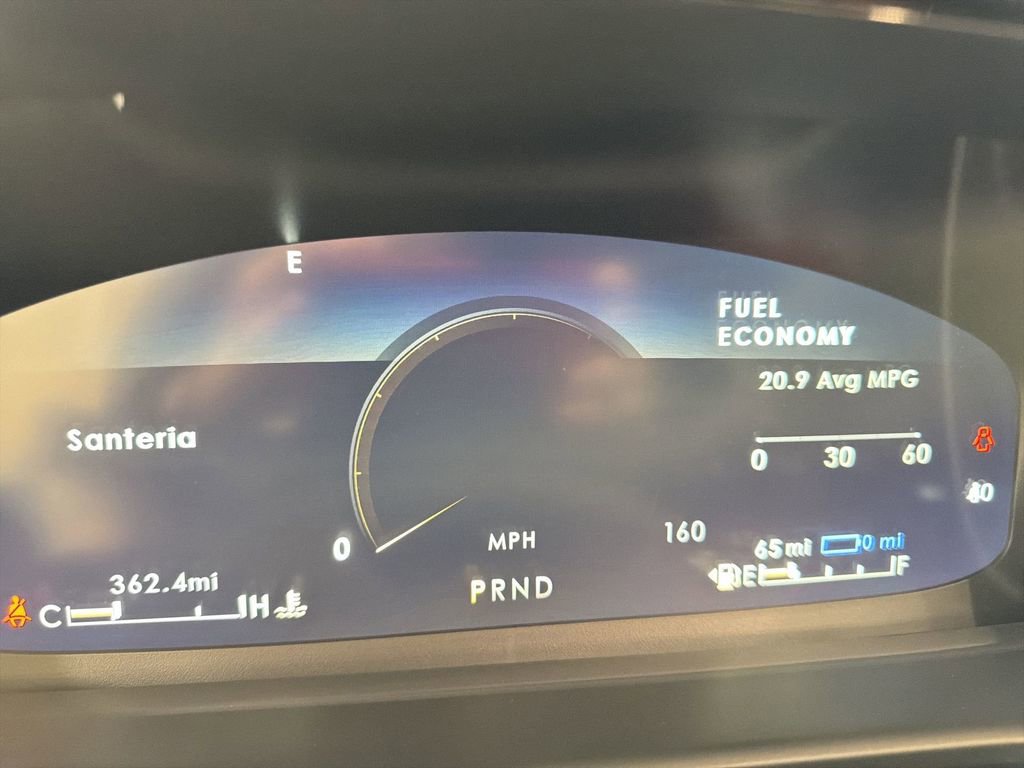 E
FUEL
ECONOMY
20.9 Avg MPG
Santeria
0 30 60
0
MPH
160
65mi 0 mi
362.4mi
PRND
C H
E F